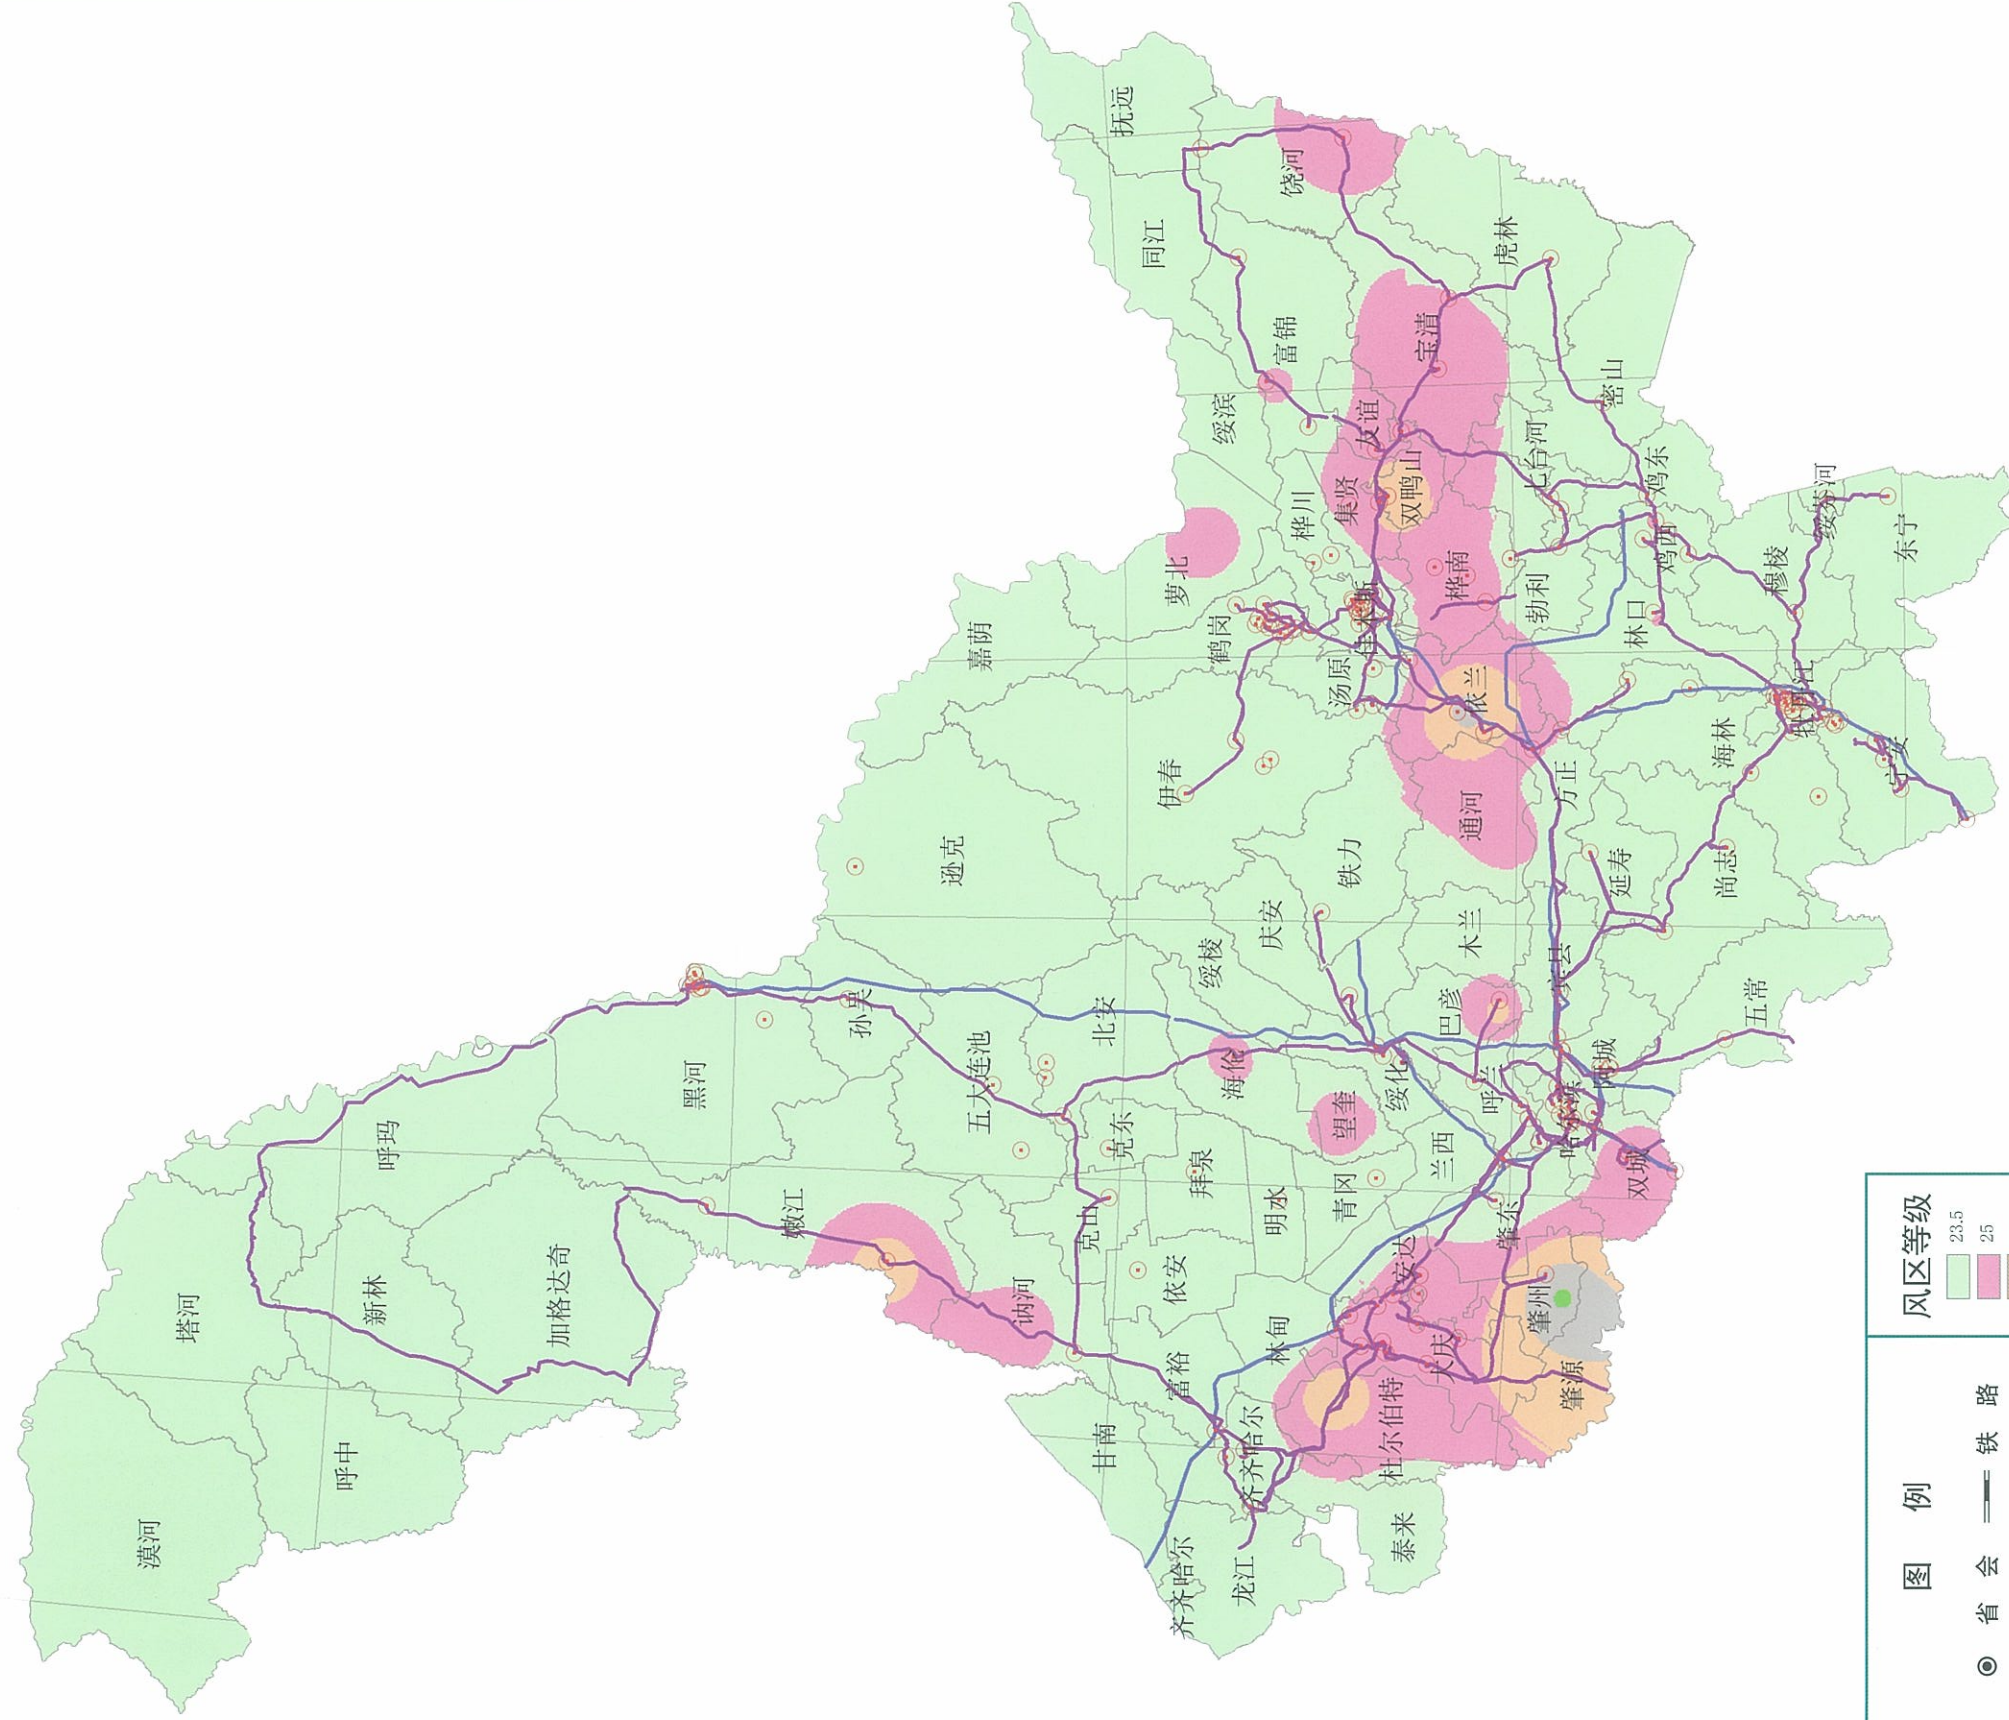 漠河
塔河
呼中
新林
呼玛
加格达奇
黑河
嫩江
孙吴
逊克
五大连池
嘉荫
讷河
克山
甘南
北安
克东
抚远
同江
伊春
依安
富裕
萝北
齐齐哈尔
拜泉
绥棱
鹤岗
绥滨
海伦
龙江
齐齐哈尔
庆安
明水
林甸
富锦
饶河
桦川
汤原
青冈
望奎
集贤
铁力
佳木斯
友谊
杜尔伯特
绥化
泰来
安达
双鸭山
宝清
大庆
兰西
巴彦
桦南
木兰
通河
依兰
呼兰
虎林
肇东
七台河
勃利
肇州
宾县
方正
哈尔滨
肇源
阿城
密山
延寿
林口
双城
鸡东
鸡西
海林
尚志
五常
穆棱
牡丹江
绥芬河
宁安
东宁
图 例
风区等级
23.5
省 会
铁 路
25